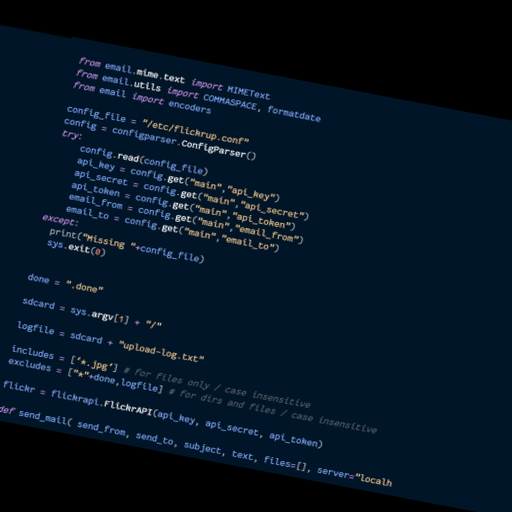 from email.mime.text import MIMEText
from email.utils import COMMASPACE, formatdate
from email import encoders
config_file = "/etc/flickrup.conf"
config = configparser.ConfigParser()
try:
config.read(config_file)
api_key = config.get("main","api_key")
api_secret = config.get("main","api_secret")
api_token = config.get("main","api_token")
email_from = config.get("main","email_from")
email_to = config.get("main","email_to")
except:
print("Missing "+config_file)
sys.exit(0)
done = ".done"
sdcard = sys.argv[1] + "/"
logfile = sdcard + "upload-log.txt"
includes = ['*.jpg'] # for files only / case insensitive
excludes = ["*"+done,logfile] # for dirs and files / case insensitive
flickr = flickrapi.FlickrAPI(api_key, api_secret, api_token)
def send_mail( send_from, send_to, subject, text, files=[], server="localh